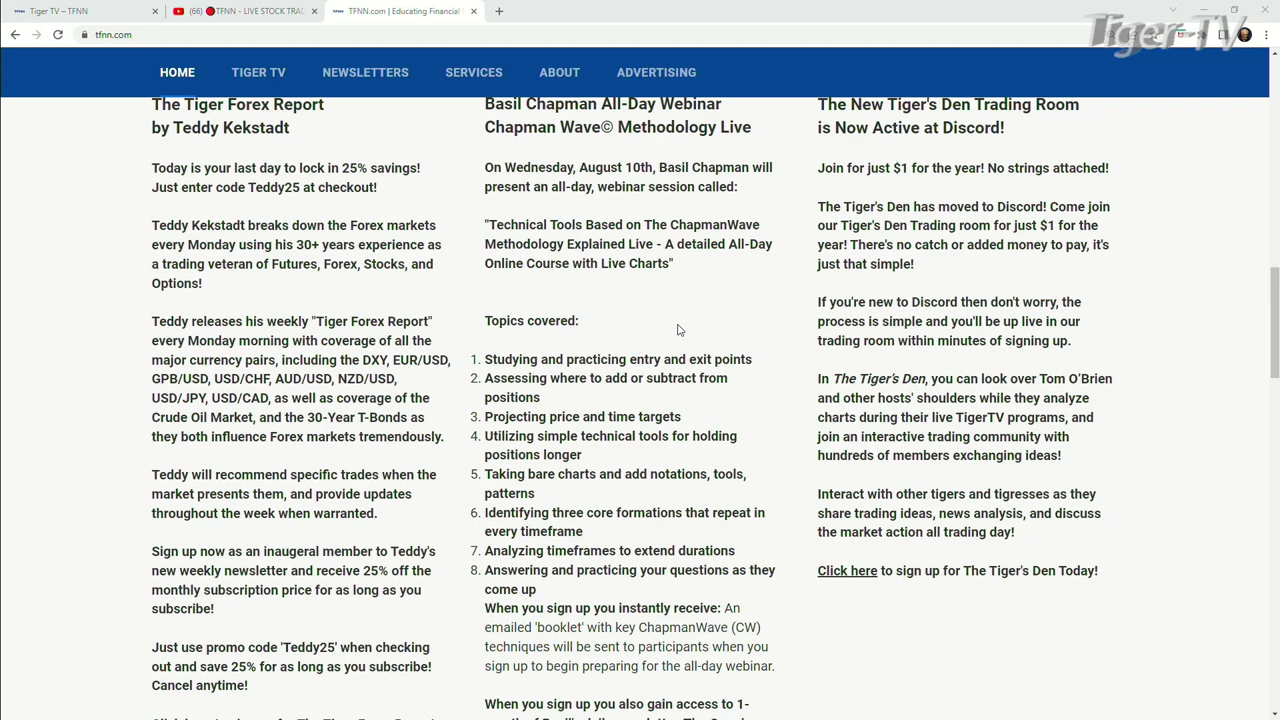 Tiger TV – TFNN
(66) 🔴TFNN - LIVE STOCK TRAD
TFNN.com | Educating Financial
tfnn.com
Tiger TV
HOME
TIGER TV
NEWSLETTERS
SERVICES
ABOUT
ADVERTISING
The Tiger Forex Report
by Teddy Kekstadt
Today is your last day to lock in 25% savings!
Just enter code Teddy25 at checkout!
Teddy Kekstadt breaks down the Forex markets
every Monday using his 30+ years experience as
a trading veteran of Futures, Forex, Stocks, and
Options!
Teddy releases his weekly "Tiger Forex Report"
every Monday morning with coverage of all the
major currency pairs, including the DXY, EUR/USD,
GPB/USD, USD/CHF, AUD/USD, NZD/USD,
USD/JPY, USD/CAD, as well as coverage of the
Crude Oil Market, and the 30-Year T-Bonds as
they both influence Forex markets tremendously.
Teddy will recommend specific trades when the
market presents them, and provide updates
throughout the week when warranted.
Sign up now as an inaugeral member to Teddy's
new weekly newsletter and receive 25% off the
monthly subscription price for as long as you
subscribe!
Just use promo code 'Teddy25' when checking
out and save 25% for as long as you subscribe!
Cancel anytime!
Basil Chapman All-Day Webinar
Chapman Wave© Methodology Live
On Wednesday, August 10th, Basil Chapman will
present an all-day, webinar session called:
"Technical Tools Based on The ChapmanWave
Methodology Explained Live - A detailed All-Day
Online Course with Live Charts"
Topics covered:
1. Studying and practicing entry and exit points
2. Assessing where to add or subtract from
positions
3. Projecting price and time targets
4. Utilizing simple technical tools for holding
positions longer
5. Taking bare charts and add notations, tools,
patterns
6. Identifying three core formations that repeat in
every timeframe
7. Analyzing timeframes to extend durations
8. Answering and practicing your questions as they
come up
When you sign up you instantly receive: An
emailed 'booklet' with key ChapmanWave (CW)
techniques will be sent to participants when you
sign up to begin preparing for the all-day webinar.
When you sign up you also gain access to 1-
The New Tiger's Den Trading Room
is Now Active at Discord!
Join for just $1 for the year! No strings attached!
The Tiger's Den has moved to Discord! Come join
our Tiger's Den Trading room for just $1 for the
year! There's no catch or added money to pay, it's
just that simple!
If you're new to Discord then don't worry, the
process is simple and you'll be up live in our
trading room within minutes of signing up.
In The Tiger's Den, you can look over Tom O'Brien
and other hosts' shoulders while they analyze
charts during their live TigerTV programs, and
join an interactive trading community with
hundreds of members exchanging ideas!
Interact with other tigers and tigresses as they
share trading ideas, news analysis, and discuss
the market action all trading day!
Click here to sign up for The Tiger's Den Today!